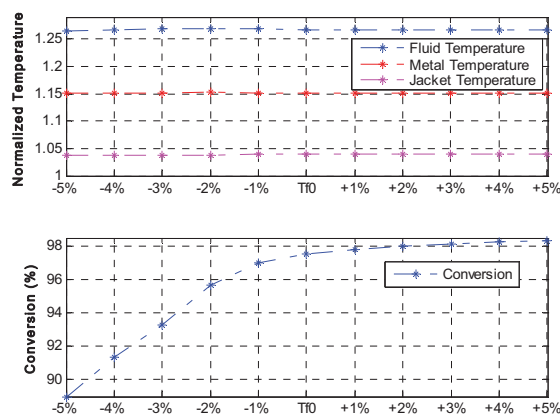 Normalized Temperature
1.25
1.2
1.15
1.1
1.05
1
Fluid Temperature
Metal Temperature
Jacket Temperature
-5% -4% -3% -2% -1% Tf0 +1% +2% +3% +4% +5%
Conversion (%)
98
96
94
92
90
Conversion
-5% -4% -3% -2% -1% Tf0 +1% +2% +3% +4% +5%